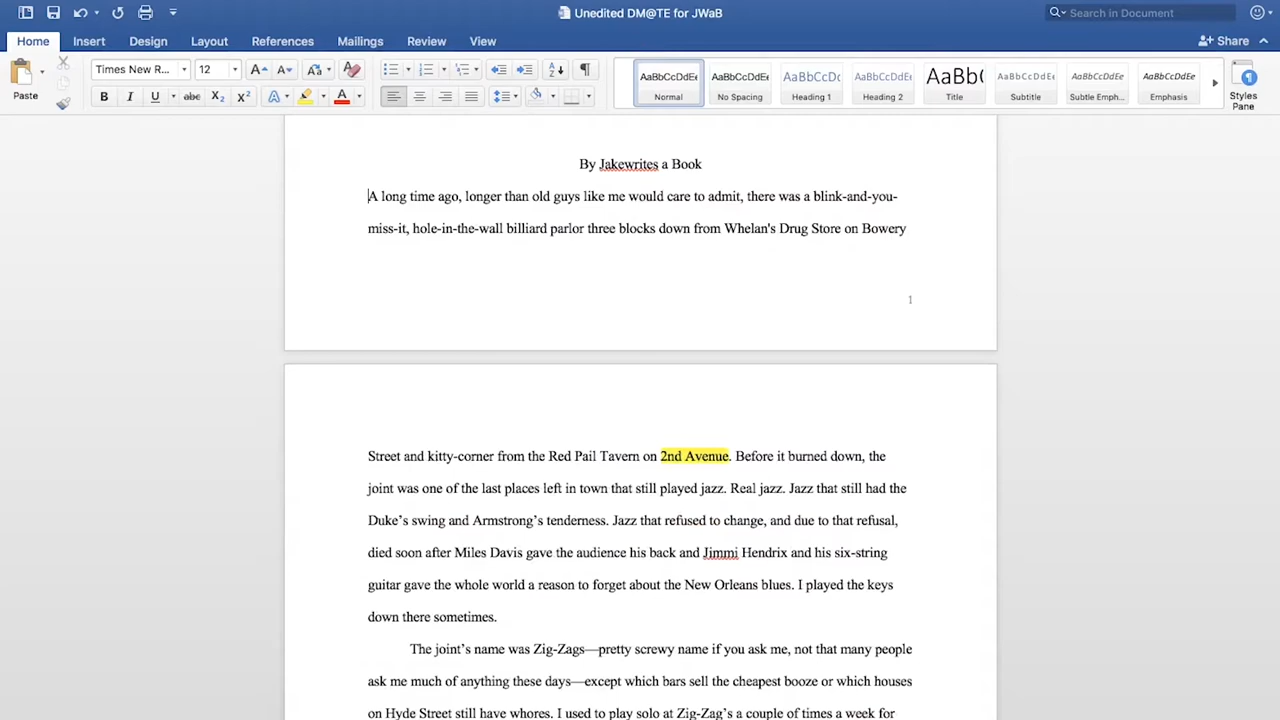 Unedited DM@TE for JWaB
Search in Document
Home Insert Design Layout References Mailings Review View
Share
Paste
Times New R... 12
AaBbCcDdEe AaBbCcDdEe AaBbCcDc AaBbCcDdEe AaBb( AaBbCcDdEe AaBbCcDdEe AaBbCcDdEe
Normal No Spacing Heading 1 Heading 2 Title Subtitle Subtle Emph... Emphasis
Styles
Pane
By Jakewrites a Book
A long time ago, longer than old guys like me would care to admit, there was a blink-and-you-
miss-it, hole-in-the-wall billiard parlor three blocks down from Whelan's Drug Store on Bowery
1
Street and kitty-corner from the Red Pail Tavern on 2nd Avenue. Before it burned down, the
joint was one of the last places left in town that still played jazz. Real jazz. Jazz that still had the
Duke’s swing and Armstrong’s tenderness. Jazz that refused to change, and due to that refusal,
died soon after Miles Davis gave the audience his back and Jimmi Hendrix and his six-string
guitar gave the whole world a reason to forget about the New Orleans blues. I played the keys
down there sometimes.
The joint’s name was Zig-Zags—pretty screwy name if you ask me, not that many people
ask me much of anything these days—except which bars sell the cheapest booze or which houses
on Hyde Street still have whores. I used to play solo at Zig-Zag’s a couple of times a week for